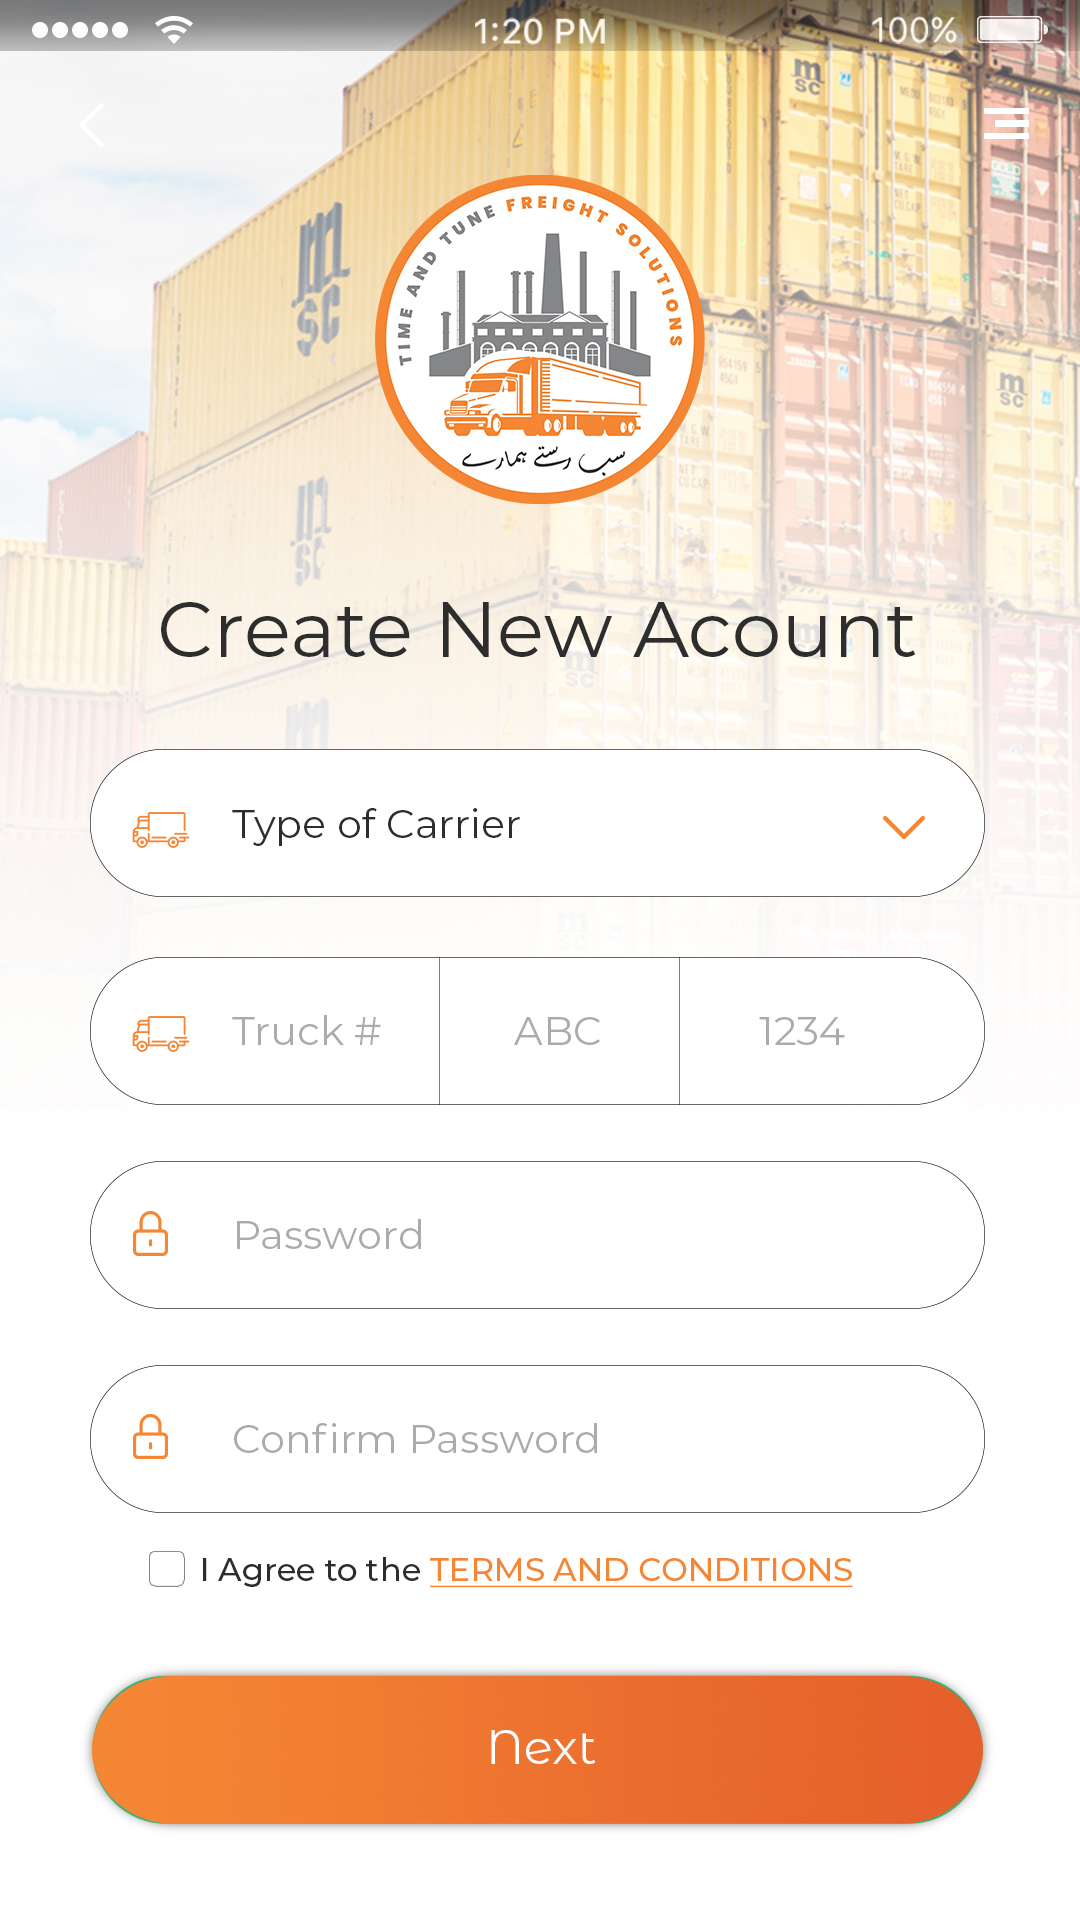 1:20 PM
100%
TIME AND TUNE FREIGHT SOLUTIONS
سب رستے ہمارے
Create New Acount
Type of Carrier
Truck # ABC 1234
Password
Confirm Password
I Agree to the TERMS AND CONDITIONS
Next